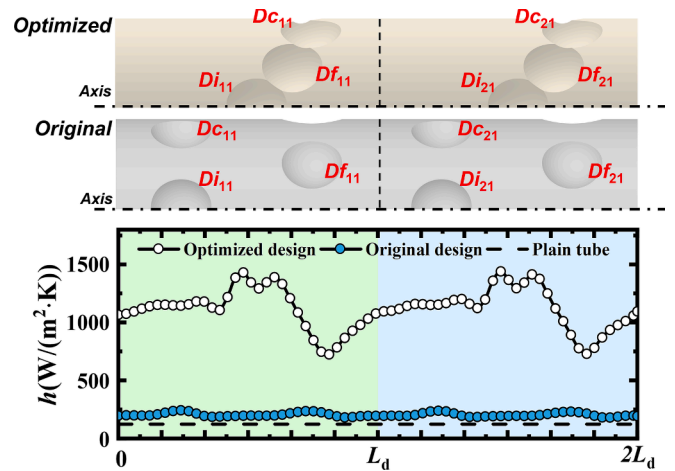 Optimized
Dc11
Dc21
Di11
Df11
Di21
Df21
Axis
Original
Dc11
Dc21
Di11
Df11
Di21
Df21
Axis
Optimized design
Original design
Plain tube
h(W/(m²·K))
1500
1000
500
0
0
Ld
2Ld